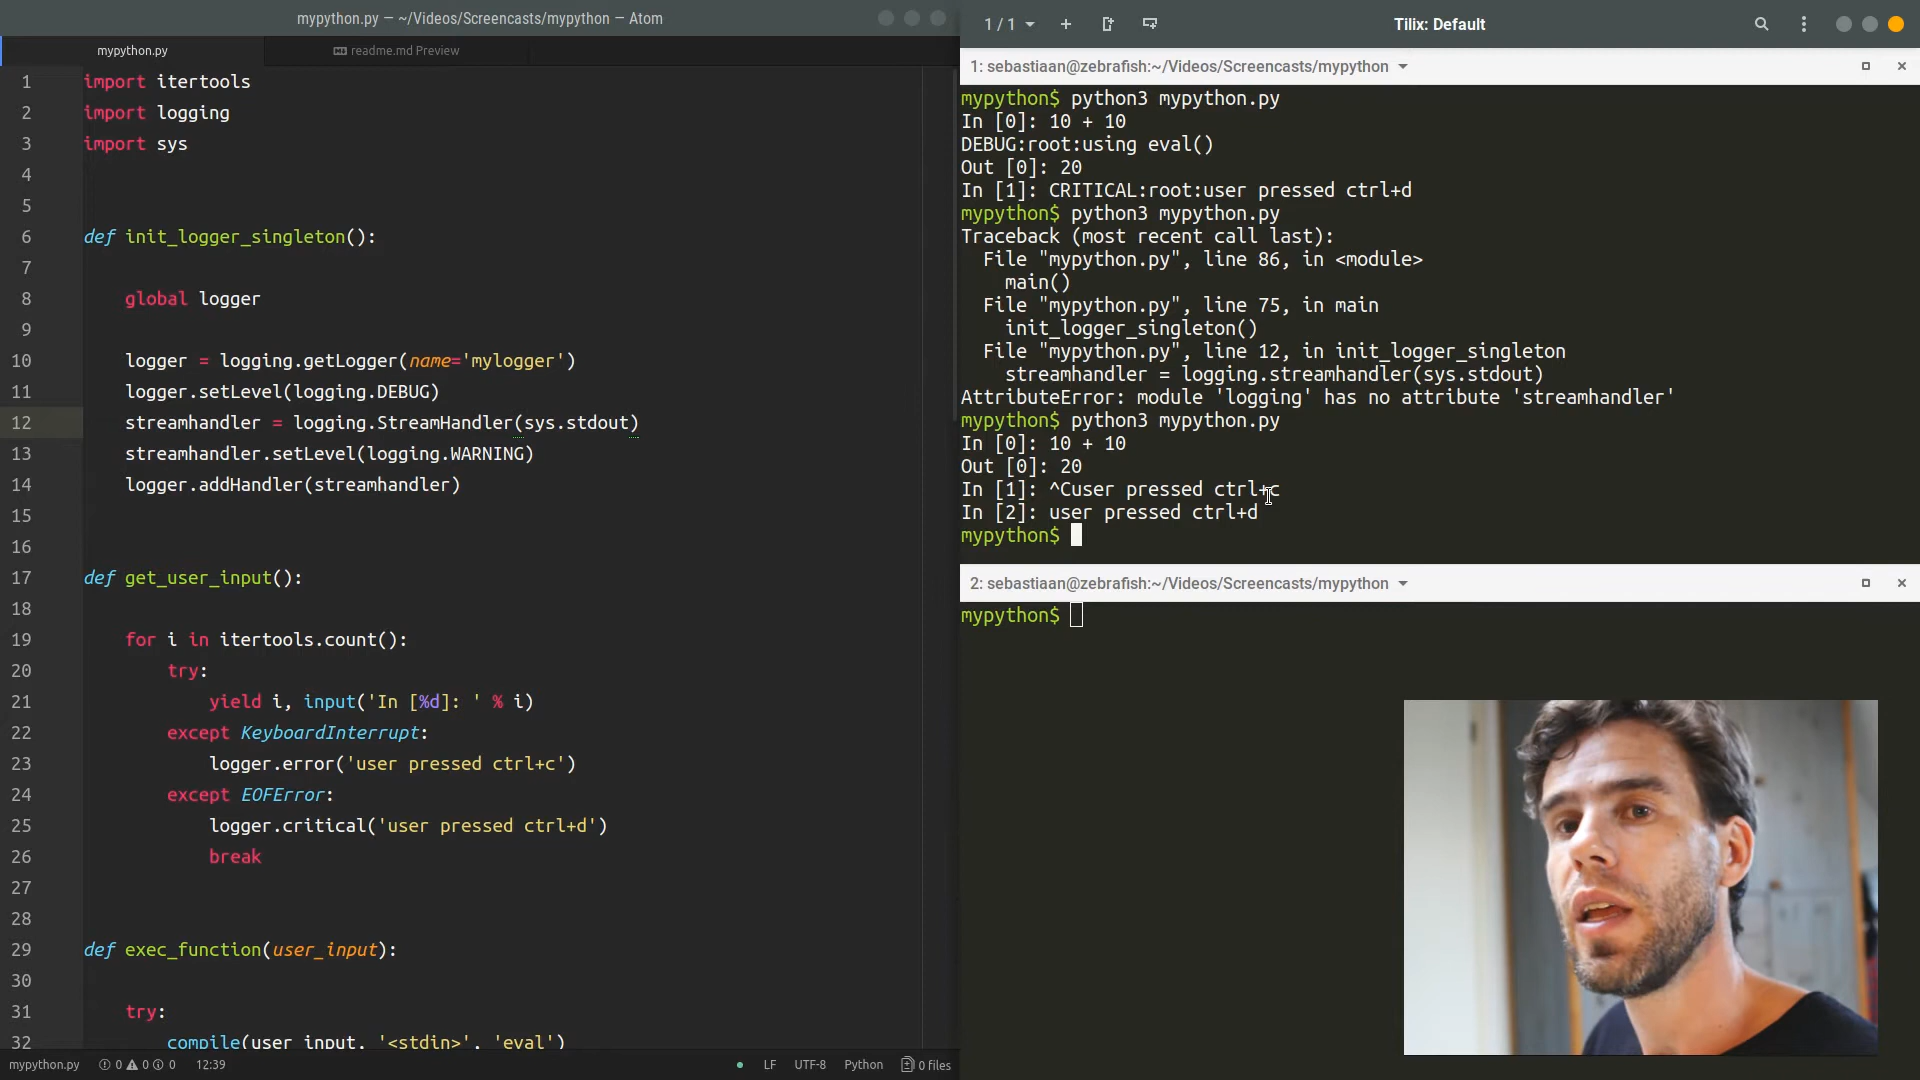 mypython.py — ~/Videos/Screencasts/mypython — Atom
mypython.py
readme.md Preview
1 import itertools
2 import logging
3 import sys
4
5
6 def init_logger_singleton():
7
8 global logger
9
10 logger = logging.getLogger(name='mylogger')
11 logger.setLevel(logging.DEBUG)
12 streamhandler = logging.StreamHandler(sys.stdout)
13 streamhandler.setLevel(logging.WARNING)
14 logger.addHandler(streamhandler)
15
16
17 def get_user_input():
18
19 for i in itertools.count():
20 try:
21 yield i, input('In [%d]: ' % i)
22 except KeyboardInterrupt:
23 logger.error('user pressed ctrl+c')
24 except EOFError:
25 logger.critical('user pressed ctrl+d')
26 break
27
28
29 def exec_function(user_input):
30
31 try:
32 compile(user_input, '<stdin>', 'eval')
mypython.py 0 0 0 12:39 LF UTF-8 Python 0 files
1 / 1 Tilix: Default
1: sebastiaan@zebrafish:~/Videos/Screencasts/mypython
mypython$ python3 mypython.py
In [0]: 10 + 10
DEBUG:root:using eval()
Out [0]: 20
In [1]: CRITICAL:root:user pressed ctrl+d
mypython$ python3 mypython.py
Traceback (most recent call last):
File "mypython.py", line 86, in <module>
main()
File "mypython.py", line 75, in main
init_logger_singleton()
File "mypython.py", line 12, in init_logger_singleton
streamhandler = logging.streamhandler(sys.stdout)
AttributeError: module 'logging' has no attribute 'streamhandler'
mypython$ python3 mypython.py
In [0]: 10 + 10
Out [0]: 20
In [1]: ^Cuser pressed ctrl+c
In [2]: user pressed ctrl+d
mypython$
2: sebastiaan@zebrafish:~/Videos/Screencasts/mypython
mypython$